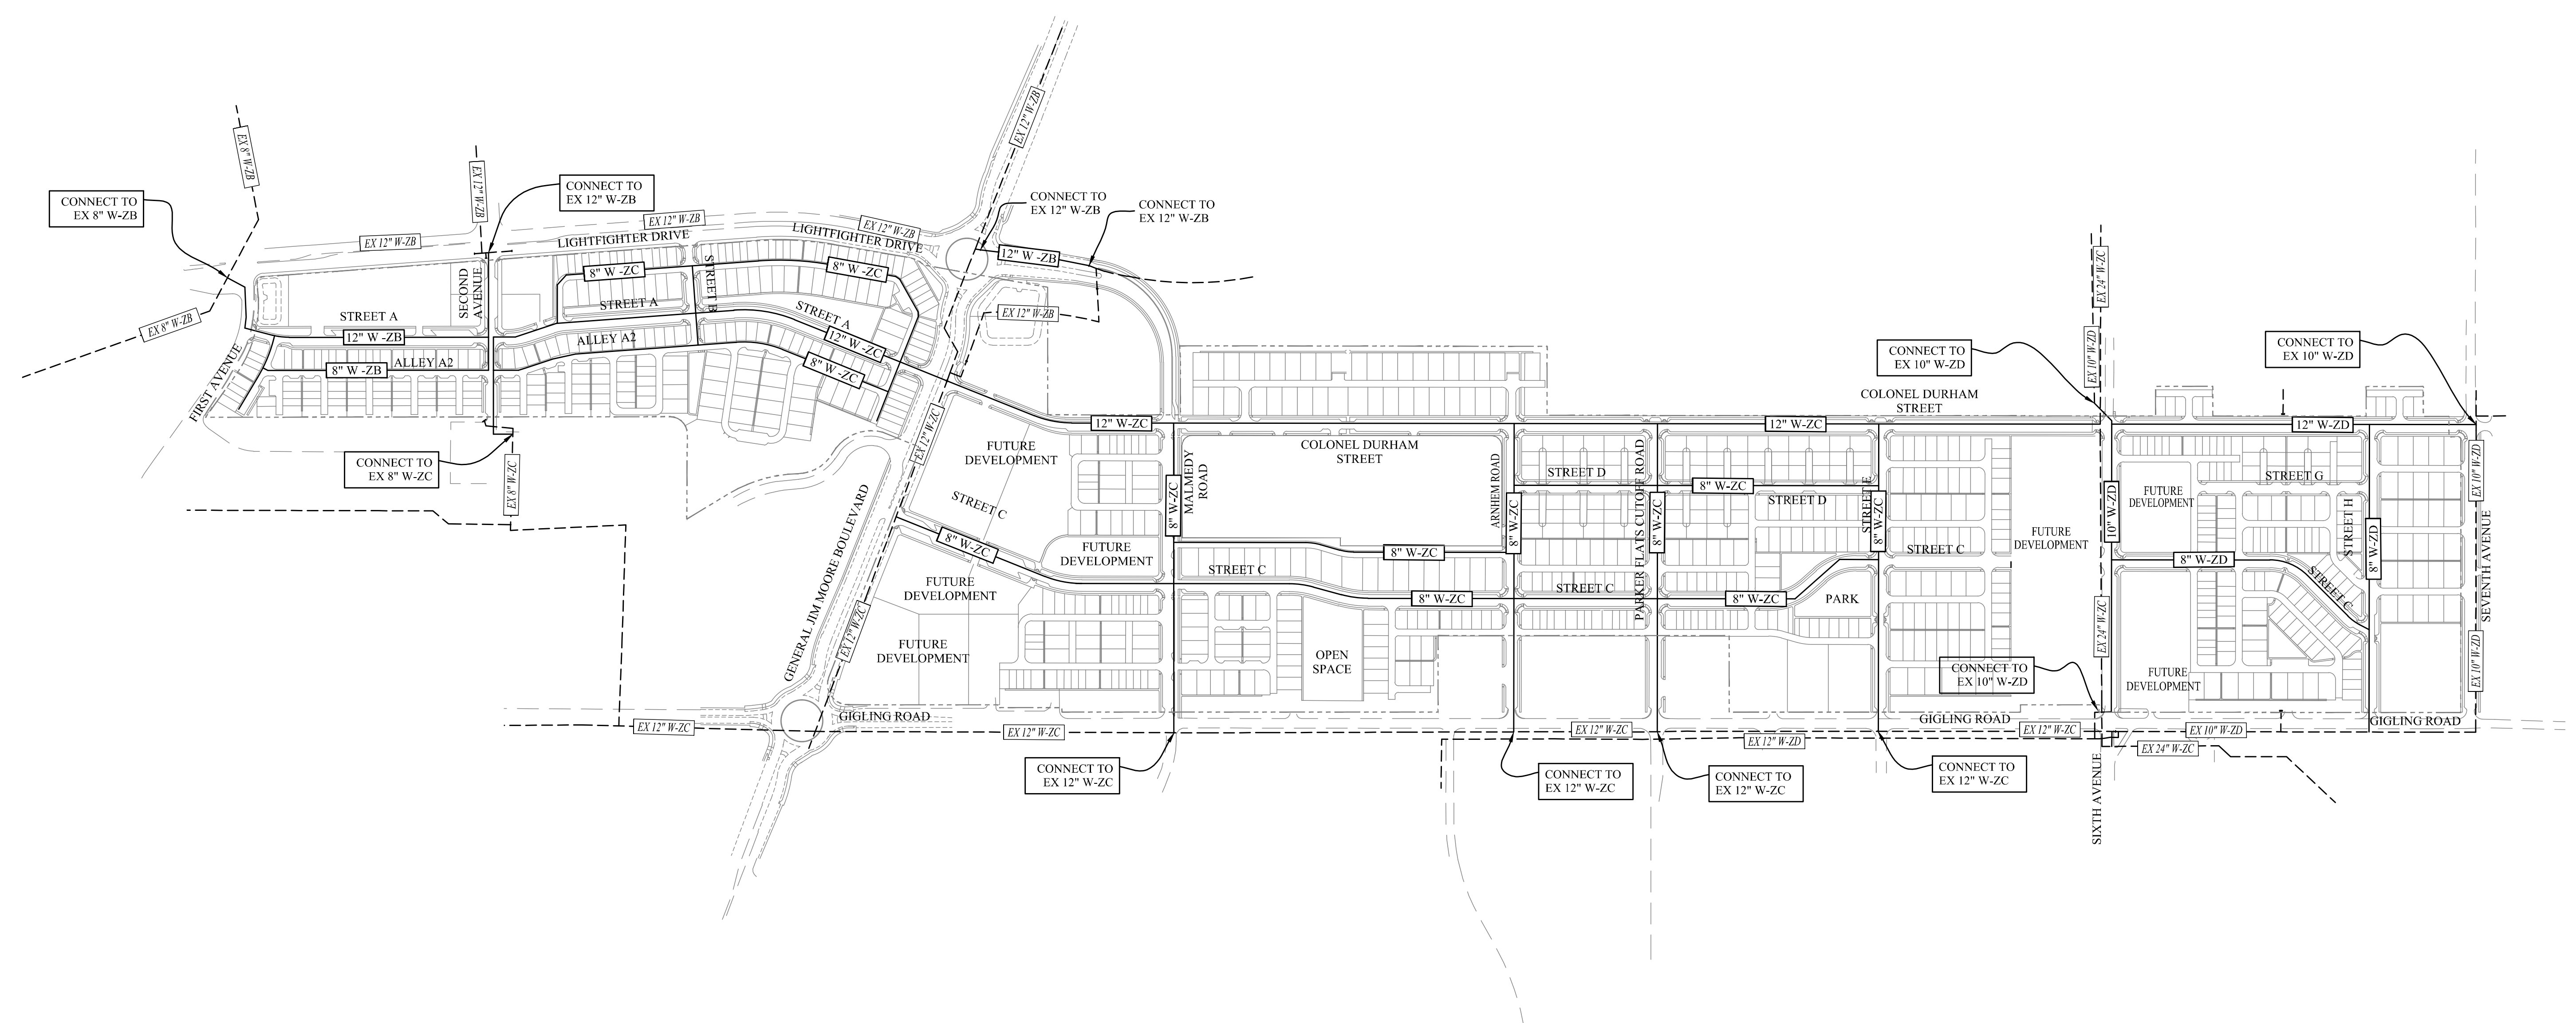 EX 12" W-ZB
EX 8" W-ZB
EX 12" W-ZB
CONNECT TO
EX 8" W-ZB
CONNECT TO
EX 12" W-ZB
CONNECT TO
EX 12" W-ZB
CONNECT TO
EX 12" W-ZB
EX 12" W-ZB
EX 12" W-ZB
EX 12" W-ZB
LIGHTFIGHTER DRIVE
LIGHTFIGHTER DRIVE
12" W -ZB
SECOND
AVENUE
8" W -ZC
STREET B
8" W -ZC
EX 8" W-ZB
STREET A
STREET A
STREET A
EX 12" W-ZB
12" W -ZB
ALLEY A2
12" W-ZC
FIRST AVENUE
8" W -ZB
ALLEY A2
8" W -ZC
EX 12" W-ZC
CONNECT TO
EX 8" W-ZC
EX 8" W-ZC
GENERAL JIM MOORE BOULEVARD
FUTURE
DEVELOPMENT
STREET C
8" W-ZC
FUTURE
DEVELOPMENT
FUTURE
DEVELOPMENT
FUTURE
DEVELOPMENT
EX 12" W-ZC
12" W-ZC
8" W-ZC
MALMEDY
ROAD
COLONEL DURHAM
STREET
ARNHEM ROAD
8" W-ZC
8" W-ZC
STREET C
8" W-ZC
OPEN
SPACE
STREET D
PARKER FLATS CUTOFF ROAD
8" W-ZC
8" W-ZC
STREET D
STREET C
8" W-ZC
PARK
12" W-ZC
COLONEL DURHAM
STREET
STREET E
8" W-ZC
STREET C
FUTURE
DEVELOPMENT
CONNECT TO
EX 10" W-ZD
EX 10" W-ZD
EX 24" W-ZC
CONNECT TO
EX 10" W-ZD
12" W-ZD
10" W-ZD
FUTURE
DEVELOPMENT
STREET G
STREET H
8" W-ZD
8" W-ZD
STREET C
EX 10" W-ZD
SEVENTH AVENUE
EX 10" W-ZD
EX 24" W-ZC
FUTURE
DEVELOPMENT
CONNECT TO
EX 10" W-ZD
GIGLING ROAD
GIGLING ROAD
GIGLING ROAD
EX 12" W-ZC
EX 12" W-ZC
EX 12" W-ZC
EX 12" W-ZD
EX 12" W-ZC
EX 10" W-ZD
EX 24" W-ZC
SIXTH AVENUE
CONNECT TO
EX 12" W-ZC
CONNECT TO
EX 12" W-ZC
CONNECT TO
EX 12" W-ZC
CONNECT TO
EX 12" W-ZC